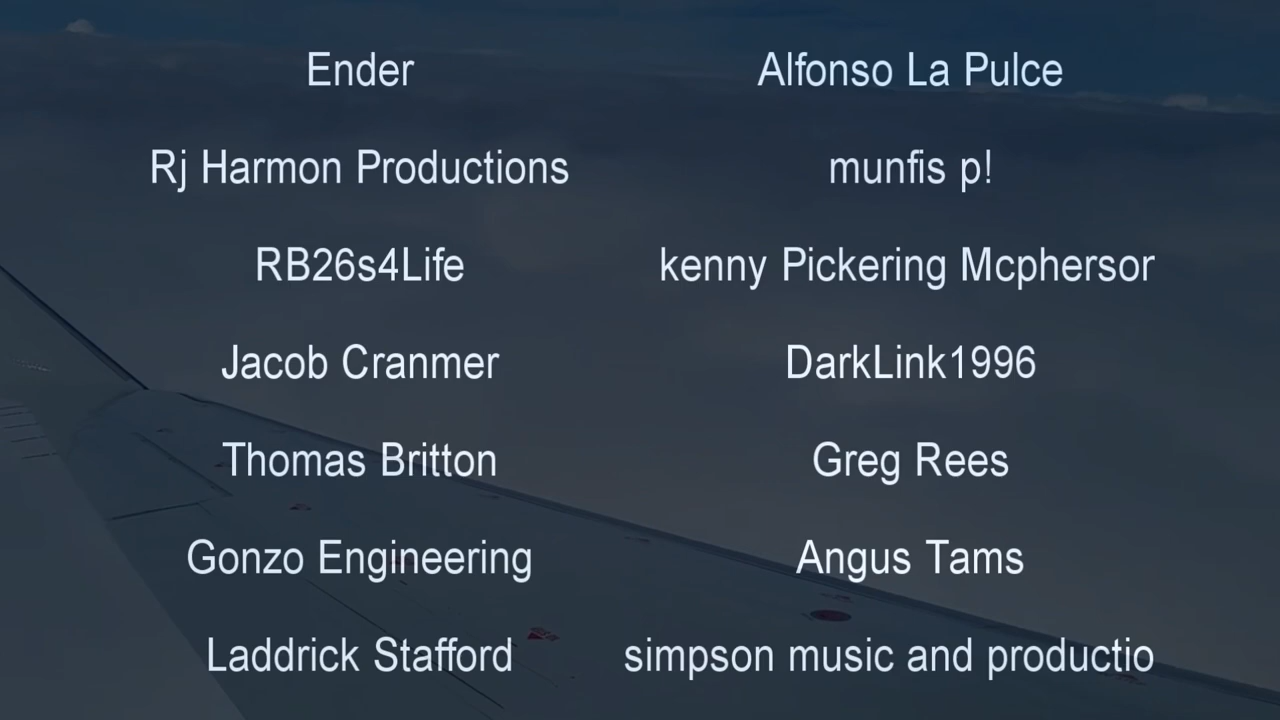 Ender
Alfonso La Pulce
Rj Harmon Productions
munfis p!
RB26s4Life
kenny Pickering Mcphersor
Jacob Cranmer
DarkLink1996
Thomas Britton
Greg Rees
Gonzo Engineering
Angus Tams
Laddrick Stafford
simpson music and productio